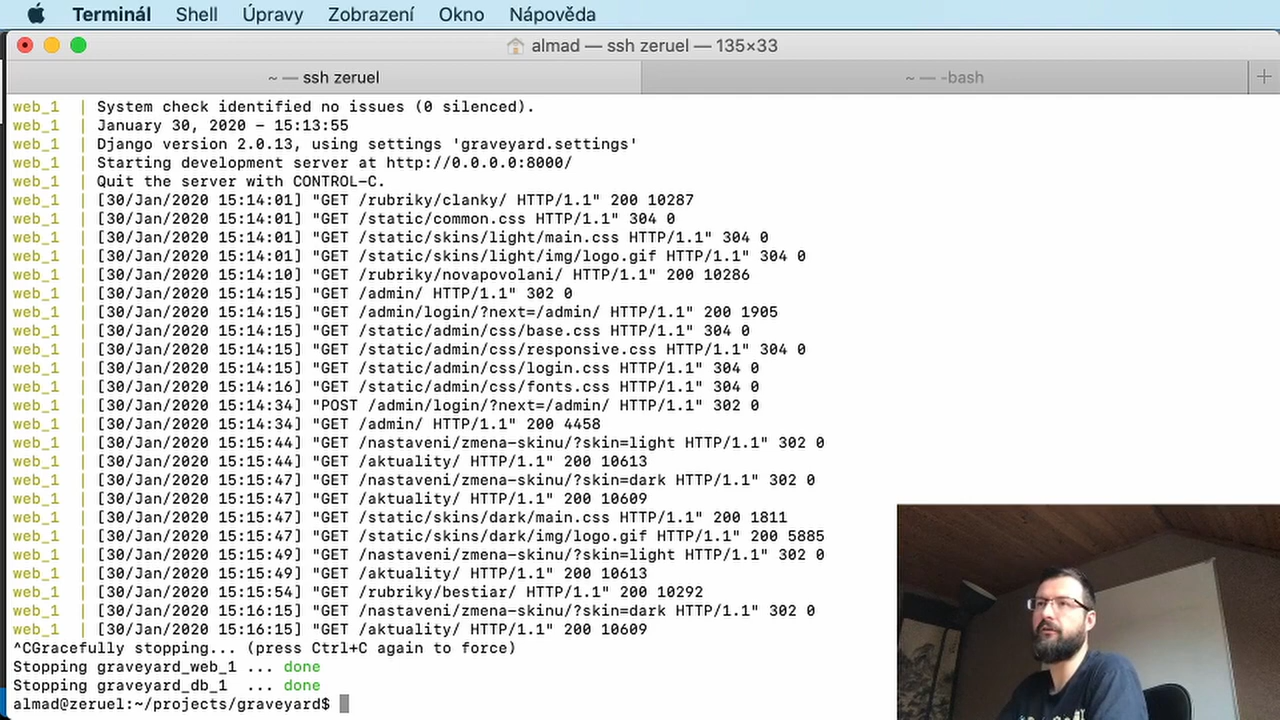 Terminál Shell Úpravy Zobrazení Okno Nápověda
almad — ssh zeruel — 135×33
~ — ssh zeruel ~ — -bash
web_1 | System check identified no issues (0 silenced).
web_1 | January 30, 2020 - 15:13:55
web_1 | Django version 2.0.13, using settings 'graveyard.settings'
web_1 | Starting development server at http://0.0.0.0:8000/
web_1 | Quit the server with CONTROL-C.
web_1 | [30/Jan/2020 15:14:01] "GET /rubriky/clanky/ HTTP/1.1" 200 10287
web_1 | [30/Jan/2020 15:14:01] "GET /static/common.css HTTP/1.1" 304 0
web_1 | [30/Jan/2020 15:14:01] "GET /static/skins/light/main.css HTTP/1.1" 304 0
web_1 | [30/Jan/2020 15:14:01] "GET /static/skins/light/img/logo.gif HTTP/1.1" 304 0
web_1 | [30/Jan/2020 15:14:10] "GET /rubriky/novapovolani/ HTTP/1.1" 200 10286
web_1 | [30/Jan/2020 15:14:15] "GET /admin/ HTTP/1.1" 302 0
web_1 | [30/Jan/2020 15:14:15] "GET /admin/login/?next=/admin/ HTTP/1.1" 200 1905
web_1 | [30/Jan/2020 15:14:15] "GET /static/admin/css/base.css HTTP/1.1" 304 0
web_1 | [30/Jan/2020 15:14:15] "GET /static/admin/css/responsive.css HTTP/1.1" 304 0
web_1 | [30/Jan/2020 15:14:15] "GET /static/admin/css/login.css HTTP/1.1" 304 0
web_1 | [30/Jan/2020 15:14:16] "GET /static/admin/css/fonts.css HTTP/1.1" 304 0
web_1 | [30/Jan/2020 15:14:34] "POST /admin/login/?next=/admin/ HTTP/1.1" 302 0
web_1 | [30/Jan/2020 15:14:34] "GET /admin/ HTTP/1.1" 200 4458
web_1 | [30/Jan/2020 15:15:44] "GET /nastaveni/zmena-skinu/?skin=light HTTP/1.1" 302 0
web_1 | [30/Jan/2020 15:15:44] "GET /aktuality/ HTTP/1.1" 200 10613
web_1 | [30/Jan/2020 15:15:47] "GET /nastaveni/zmena-skinu/?skin=dark HTTP/1.1" 302 0
web_1 | [30/Jan/2020 15:15:47] "GET /aktuality/ HTTP/1.1" 200 10609
web_1 | [30/Jan/2020 15:15:47] "GET /static/skins/dark/main.css HTTP/1.1" 200 1811
web_1 | [30/Jan/2020 15:15:47] "GET /static/skins/dark/img/logo.gif HTTP/1.1" 200 5885
web_1 | [30/Jan/2020 15:15:49] "GET /nastaveni/zmena-skinu/?skin=light HTTP/1.1" 302 0
web_1 | [30/Jan/2020 15:15:49] "GET /aktuality/ HTTP/1.1" 200 10613
web_1 | [30/Jan/2020 15:15:54] "GET /rubriky/bestiar/ HTTP/1.1" 200 10292
web_1 | [30/Jan/2020 15:16:15] "GET /nastaveni/zmena-skinu/?skin=dark HTTP/1.1" 302 0
web_1 | [30/Jan/2020 15:16:15] "GET /aktuality/ HTTP/1.1" 200 10609
^CGracefully stopping... (press Ctrl+C again to force)
Stopping graveyard_web_1 ... done
Stopping graveyard_db_1 ... done
almad@zeruel:~/projects/graveyard$